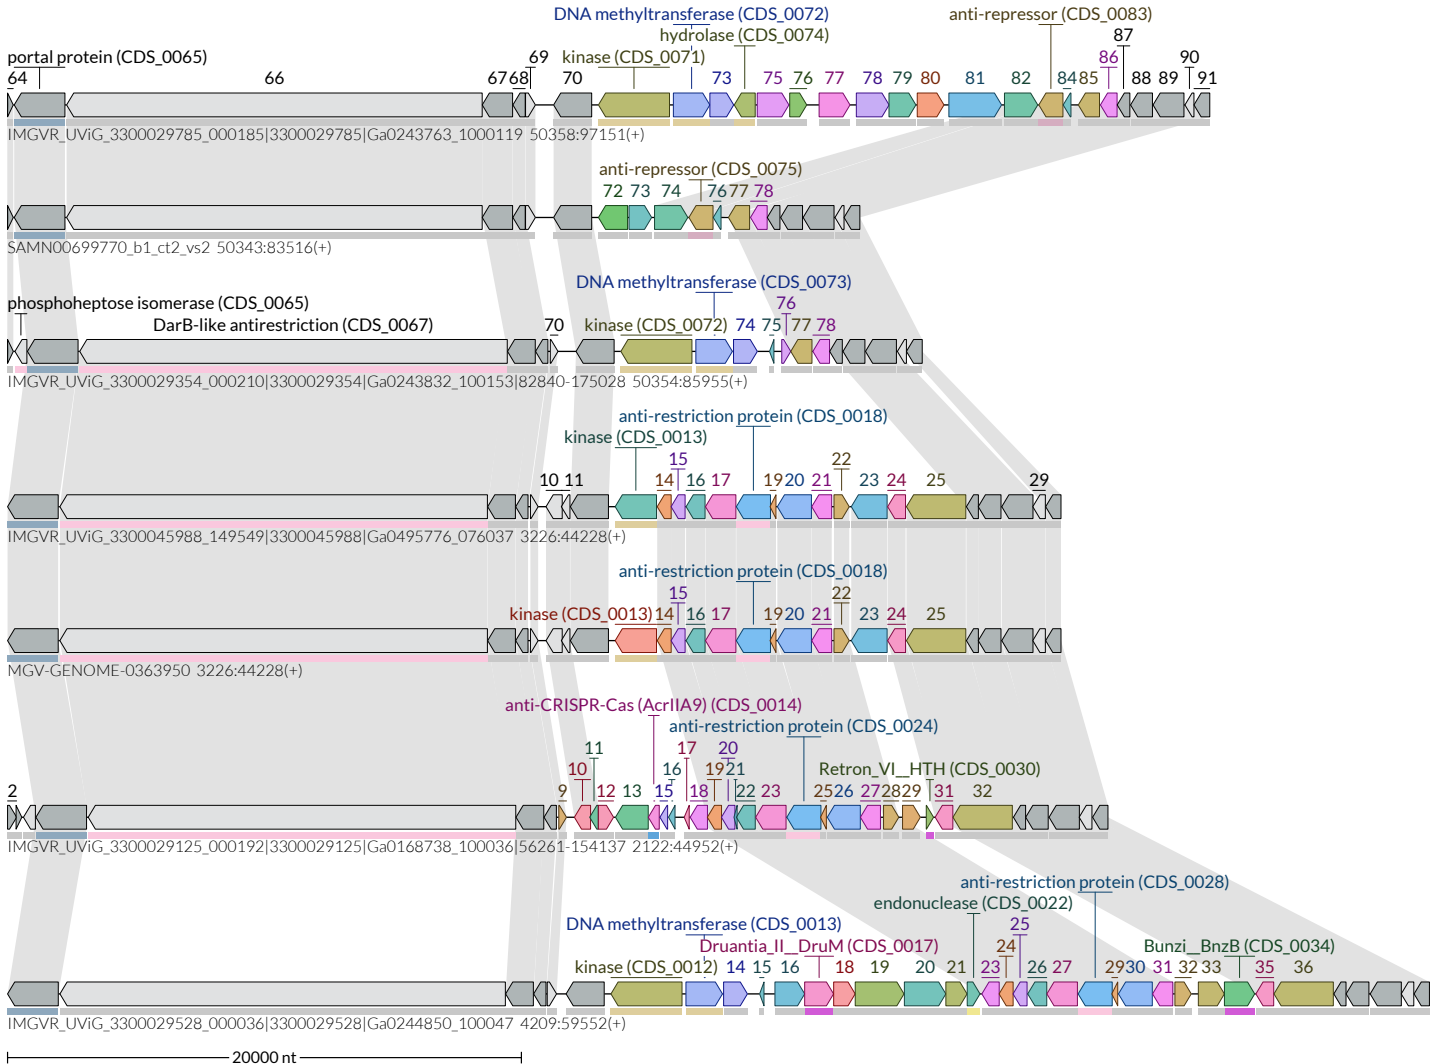 DNA methyltransferase (CDS_0072) anti-repressor (CDS_0083)
hydrolase (CDS_0074) 87
portal protein (CDS_0065) 69 kinase (CDS_0071) 86 90
64 66 67 68 70 73 75 76 77 78 79 80 81 82 84 85 88 89 91
IMGVR_UViG_3300029785_000185|3300029785|Ga0243763_1000119 50358:97151(+)
anti-repressor (CDS_0075)
72 73 74 76 77 78
SAMN00699770_b1_ct2_vs2 50343:83516(+)
DNA methyltransferase (CDS_0073)
phosphoheptose isomerase (CDS_0065) 76
DarB-like antirestriction (CDS_0067) 70 kinase (CDS_0072) 74 75 77 78
IMGVR_UViG_3300029354_000210|3300029354|Ga0243832_100153|82840-175028 50354:85955(+)
anti-restriction protein (CDS_0018)
kinase (CDS_0013)
15 22
10 11 14 16 17 19 20 21 23 24 25 29
IMGVR_UViG_3300045988_149549|3300045988|Ga0495776_076037 3226:44228(+)
anti-restriction protein (CDS_0018)
15 22
kinase (CDS_0013) 14 16 17 19 20 21 23 24 25
MGV-GENOME-0363950 3226:44228(+)
anti-CRISPR-Cas (AcrIIA9) (CDS_0014)
anti-restriction protein (CDS_0024)
11 17 20
10 16 19 21 Retron_VI__HTH (CDS_0030)
2 9 12 13 15 18 22 23 25 26 27 28 29 31 32
IMGVR_UViG_3300029125_000192|3300029125|Ga0168738_100036|56261-154137 2122:44952(+)
anti-restriction protein (CDS_0028)
endonuclease (CDS_0022)
DNA methyltransferase (CDS_0013) 25
Druantia_II__DruM (CDS_0017) 24 Bunzi__BnzB (CDS_0034)
kinase (CDS_0012) 14 15 16 18 19 20 21 23 26 27 29 30 31 32 33 35 36
IMGVR_UViG_3300029528_000036|3300029528|Ga0244850_100047 4209:59552(+)
20000 nt